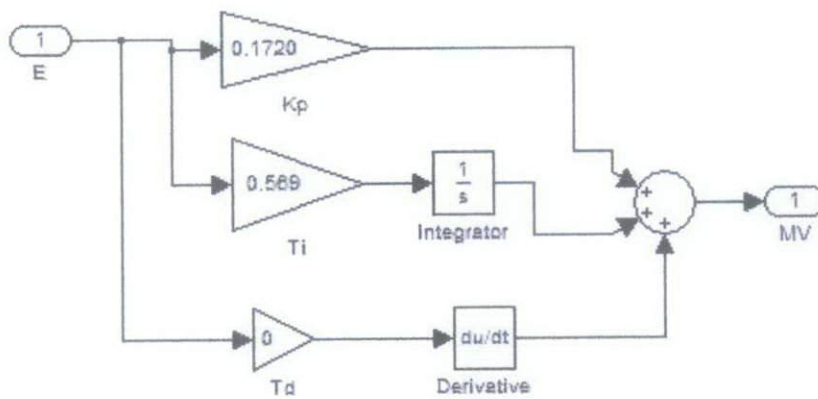 1
E
0.1720
Kp
0.569
Ti
1
s
Integrator
+
+
+
1
MV
0
Td
du/dt
Derivative